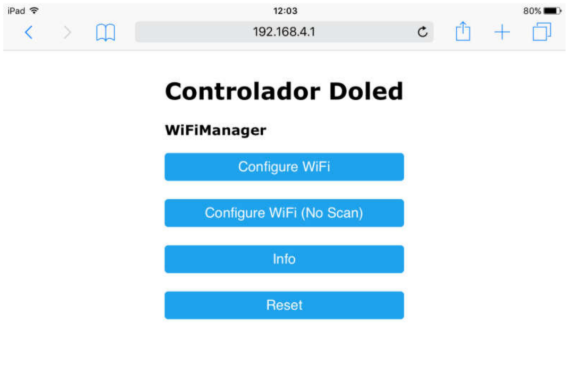 iPad 12:03 80%
192.168.4.1
Controlador Doled
WiFiManager
Configure WiFi
Configure WiFi (No Scan)
Info
Reset